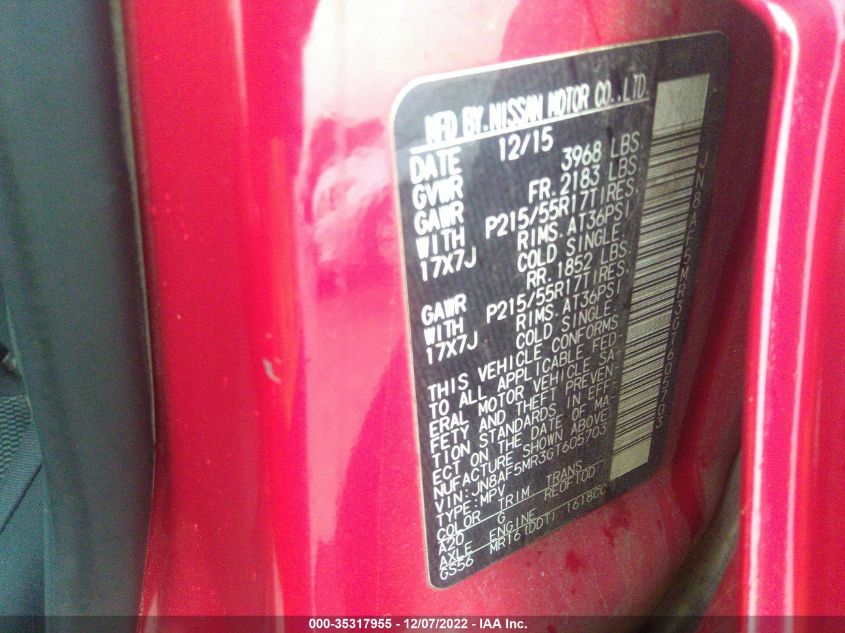 MFD BY.NISSAN MOTOR CO.,LTD.
DATE 12/15
GVWR 3968 LBS.
GAWR FR.2183 LBS
WITH P215/55R17TIRES.
17X7J RIMS.AT36PSI
COLD SINGLE.
GAWR RR.1852 LBS.
WITH P215/55R17TIRES.
17X7J RIMS.AT36PSI
COLD SINGLE.
THIS VEHICLE CONFORMS
TO ALL APPLICABLE FED-
ERAL MOTOR VEHICLE SA-
FETY AND THEFT PREVEN-
TION STANDARDS IN EFF-
ECT ON THE DATE OF MA-
NUFACTURE SHOWN ABOVE.
VIN:JN8AF5MR3GT605703
TYPE:MPV
COLOR TRIM TRANS
A20 G RE0F10D
AXLE ENGINE
GS56 MR16(DDT) 1618CC
JN8AF5MR3GT605703
000-35317955 - 12/07/2022 - IAA Inc.